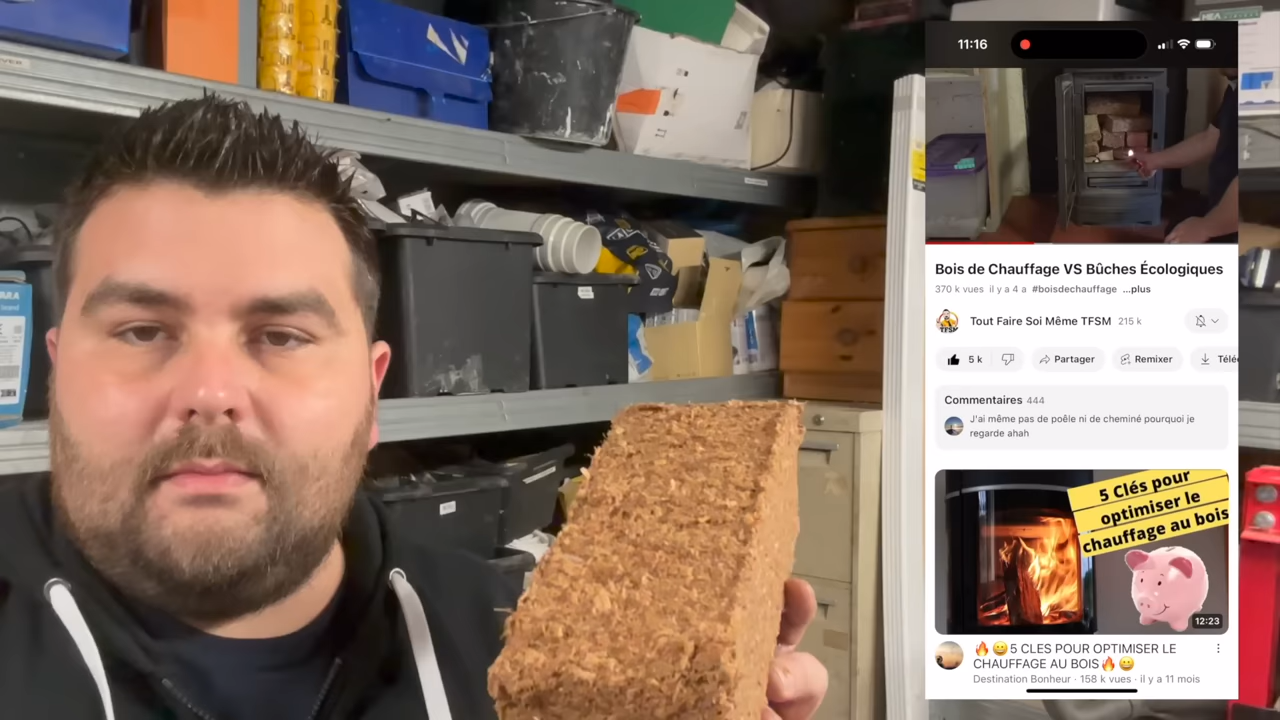 11:16
Bois de Chauffage VS Bûches Écologiques
370 k vues il y a 4 a #boisdechauffage ...plus
TFSM
Tout Faire Soi Même TFSM 215 k
5 k
Partager
Remixer
Téléc
Commentaires 444
J'ai même pas de poêle ni de cheminé pourquoi je
regarde ahah
5 Clés pour
optimiser le
chauffage au bois
12:23
🔥😀5 CLES POUR OPTIMISER LE
CHAUFFAGE AU BOIS🔥😀
Destination Bonheur · 158 k vues · il y a 11 mois